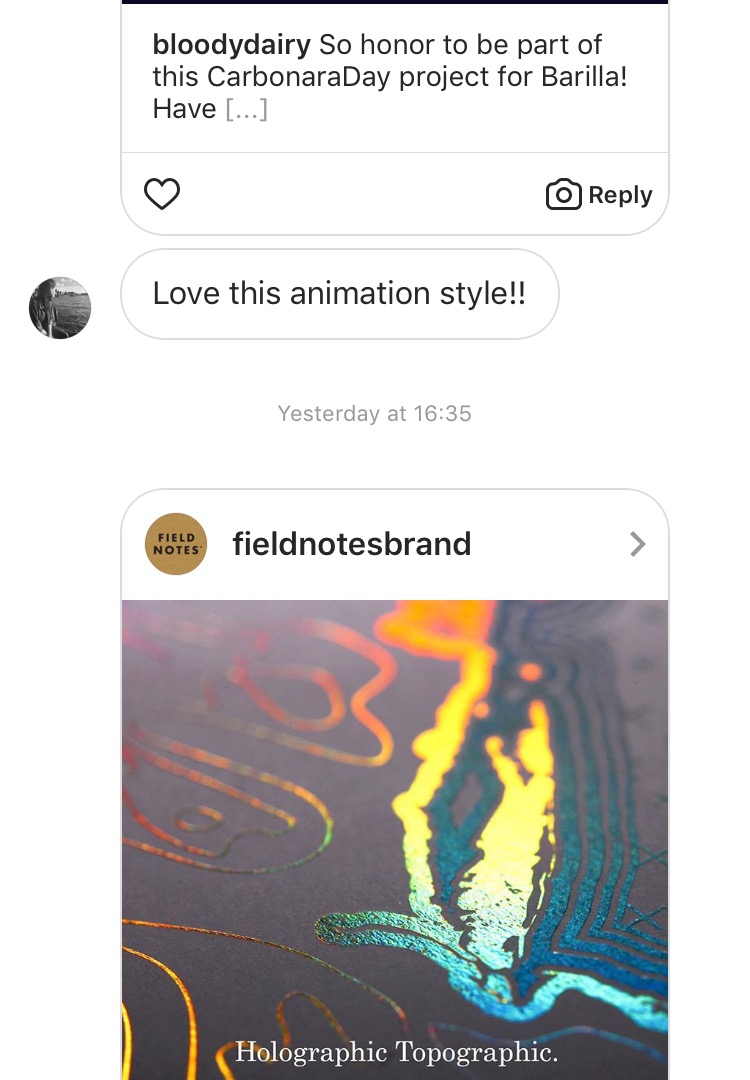 bloodydairy So honor to be part of
this CarbonaraDay project for Barilla!
Have [...]
Reply
Love this animation style!!
Yesterday at 16:35
FIELD
NOTES
fieldnotesbrand
Holographic Topographic.